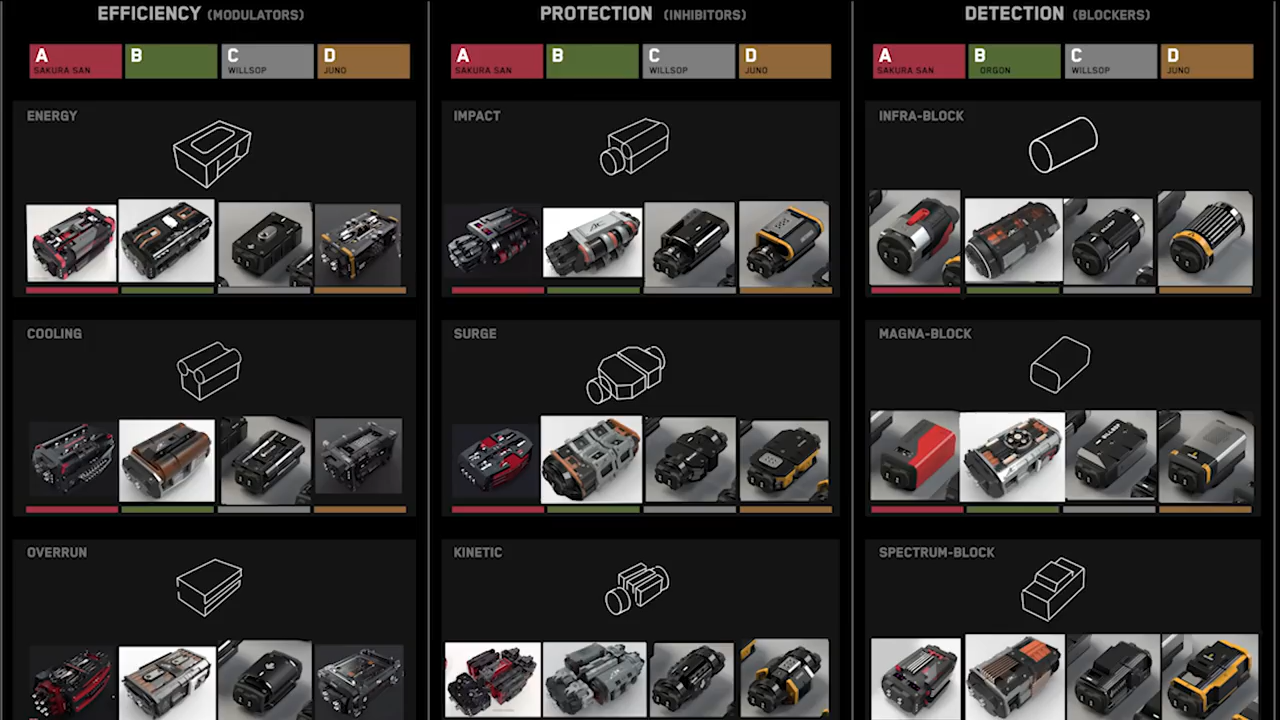 EFFICIENCY (MODULATORS)
A B C D
SAKURA SAN WILLSOP JUNO
ENERGY
COOLING
OVERRUN
PROTECTION (INHIBITORS)
A B C D
SAKURA SAN WILLSOP JUNO
IMPACT
SURGE
KINETIC
DETECTION (BLOCKERS)
A B C D
SAKURA SAN ORGON WILLSOP JUNO
INFRA-BLOCK
MAGNA-BLOCK
WILLSOP
SPECTRUM-BLOCK